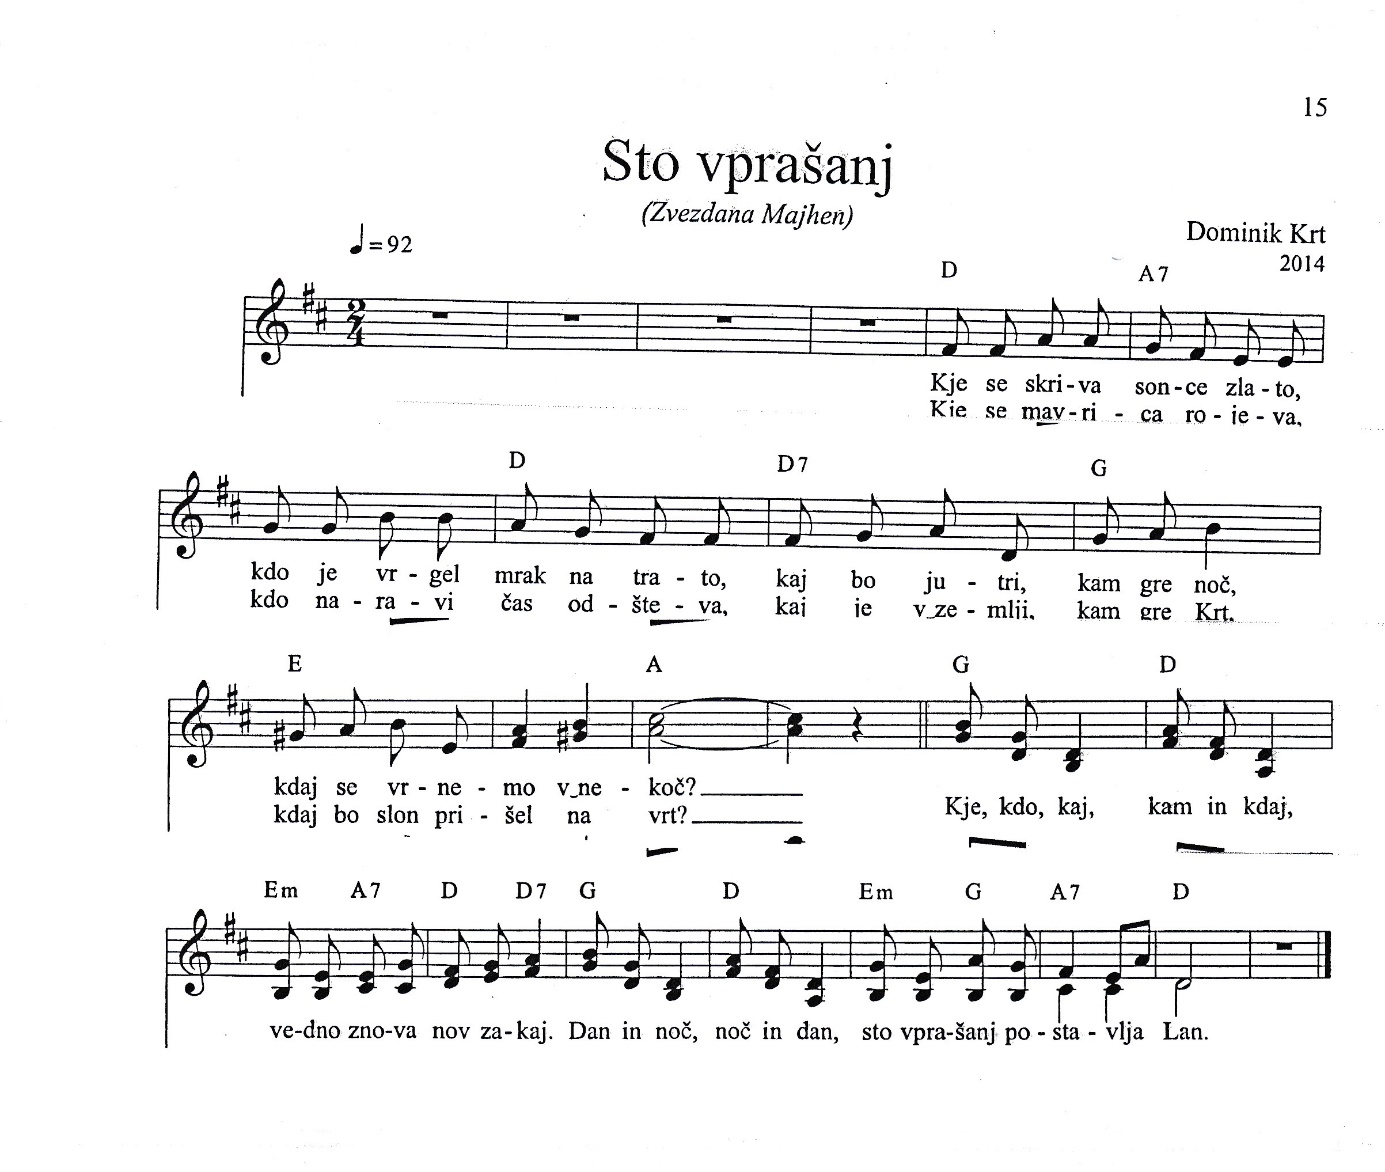 15
Sto vprašanj
(Zvezdana Majhen)
♩=92
Dominik Krt
2014
D A7
Kje se skri-va son-ce zla-to,
Kje se mav-ri-ca ro-je-va,
D D7 G
kdo je vr-gel mrak na tra-to, kaj bo ju-tri, kam gre noč,
kdo na-ra-vi čas od-šte-va, kaj je v_ze-mlji, kam gre Krt,
E A G D
kdaj se vr-ne-mo v_ne-koč? Kje, kdo, kaj, kam in kdaj,
kdaj bo slon pri-šel na vrt?
Em A7 D D7 G D Em G A7 D
ve-dno zno-va nov za-kaj. Dan in noč, noč in dan, sto vpra-šanj po-sta-vlja Lan.